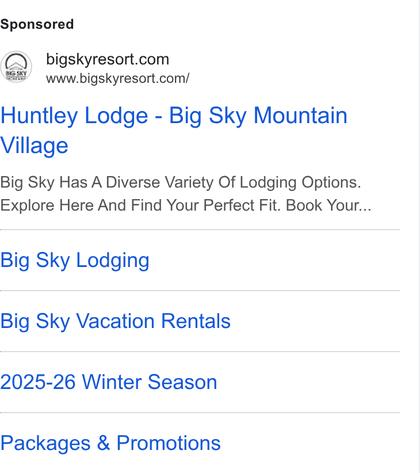 Sponsored
bigskyresort.com
www.bigskyresort.com/
Huntley Lodge - Big Sky Mountain
Village
Big Sky Has A Diverse Variety Of Lodging Options.
Explore Here And Find Your Perfect Fit. Book Your...
Big Sky Lodging
Big Sky Vacation Rentals
2025-26 Winter Season
Packages & Promotions